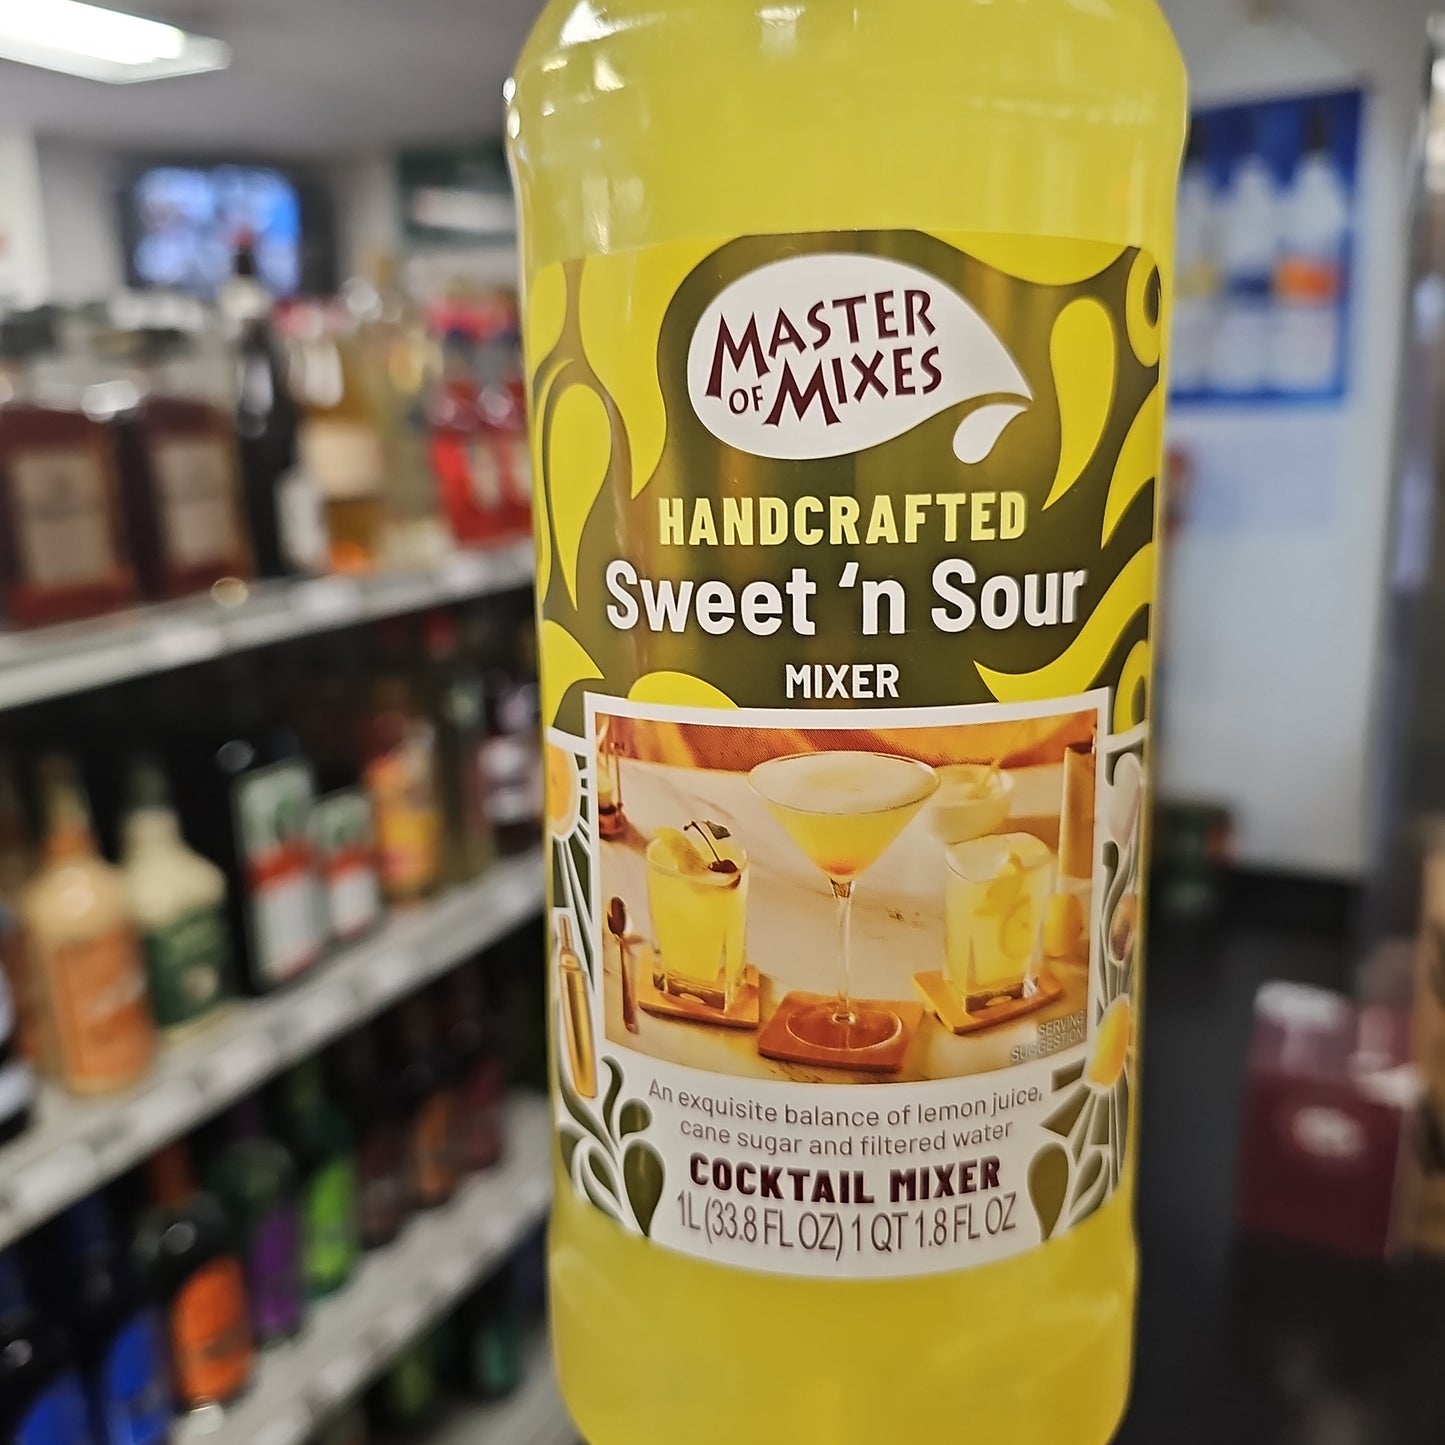 MASTER
OF MIXES
HANDCRAFTED
Sweet ‘n Sour
MIXER
SERVING
SUGGESTION
An exquisite balance of lemon juice,
cane sugar and filtered water
COCKTAIL MIXER
1L (33.8 FL OZ) 1 QT 1.8 FL OZ